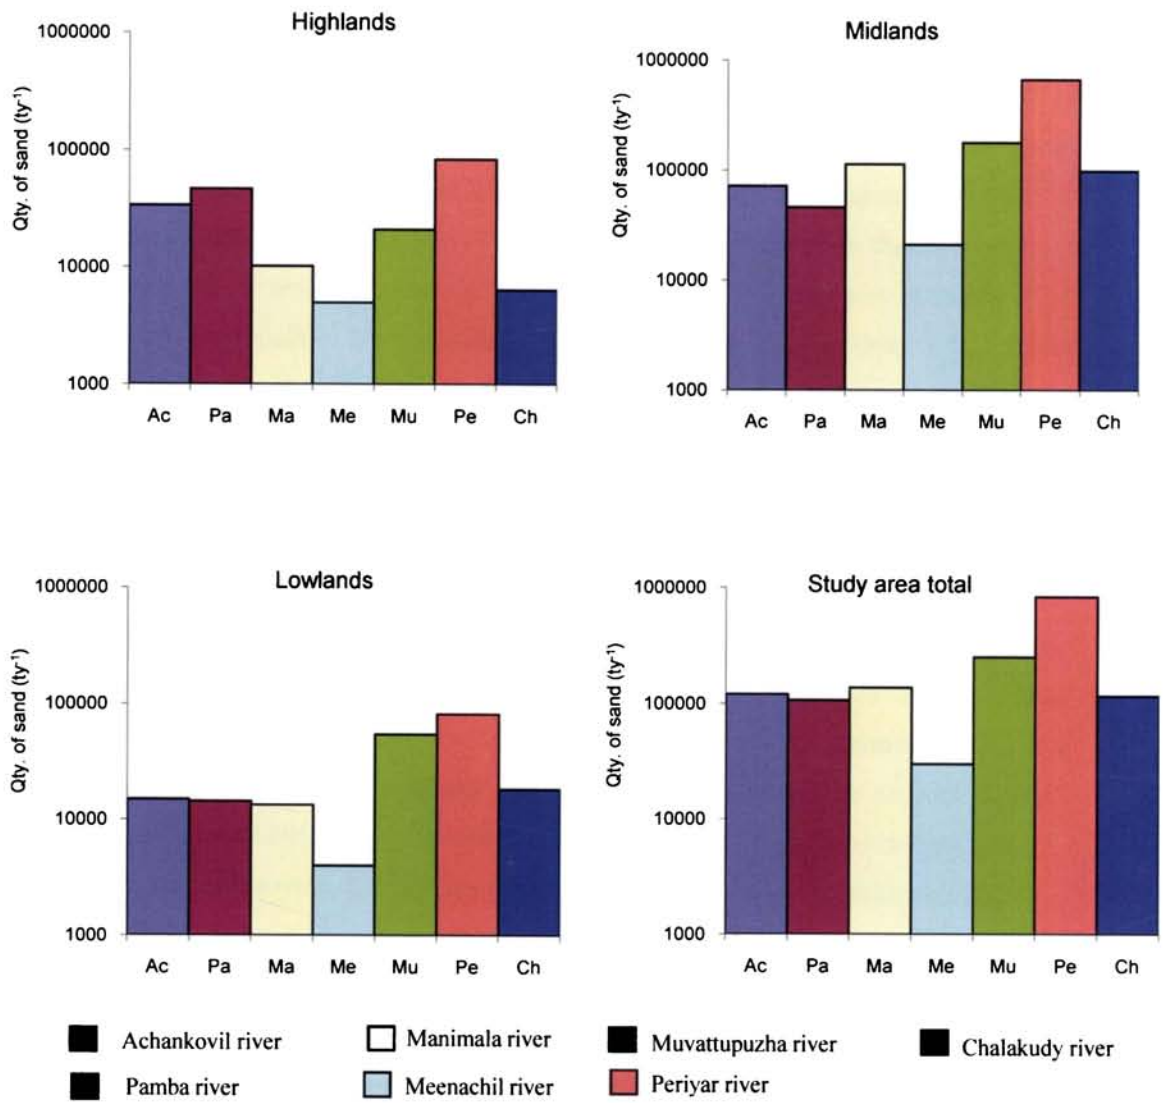 Highlands
Qty. of sand (ty⁻¹)
1000000
100000
10000
1000
Ac Pa Ma Me Mu Pe Ch
Midlands
Qty. of sand (ty⁻¹)
1000000
100000
10000
1000
Ac Pa Ma Me Mu Pe Ch
Lowlands
Qty. of sand (ty⁻¹)
1000000
100000
10000
1000
Ac Pa Ma Me Mu Pe Ch
Study area total
Qty. of sand (ty⁻¹)
1000000
100000
10000
1000
Ac Pa Ma Me Mu Pe Ch
Achankovil river Manimala river Muvattupuzha river Chalakudy river
Pamba river Meenachil river Periyar river